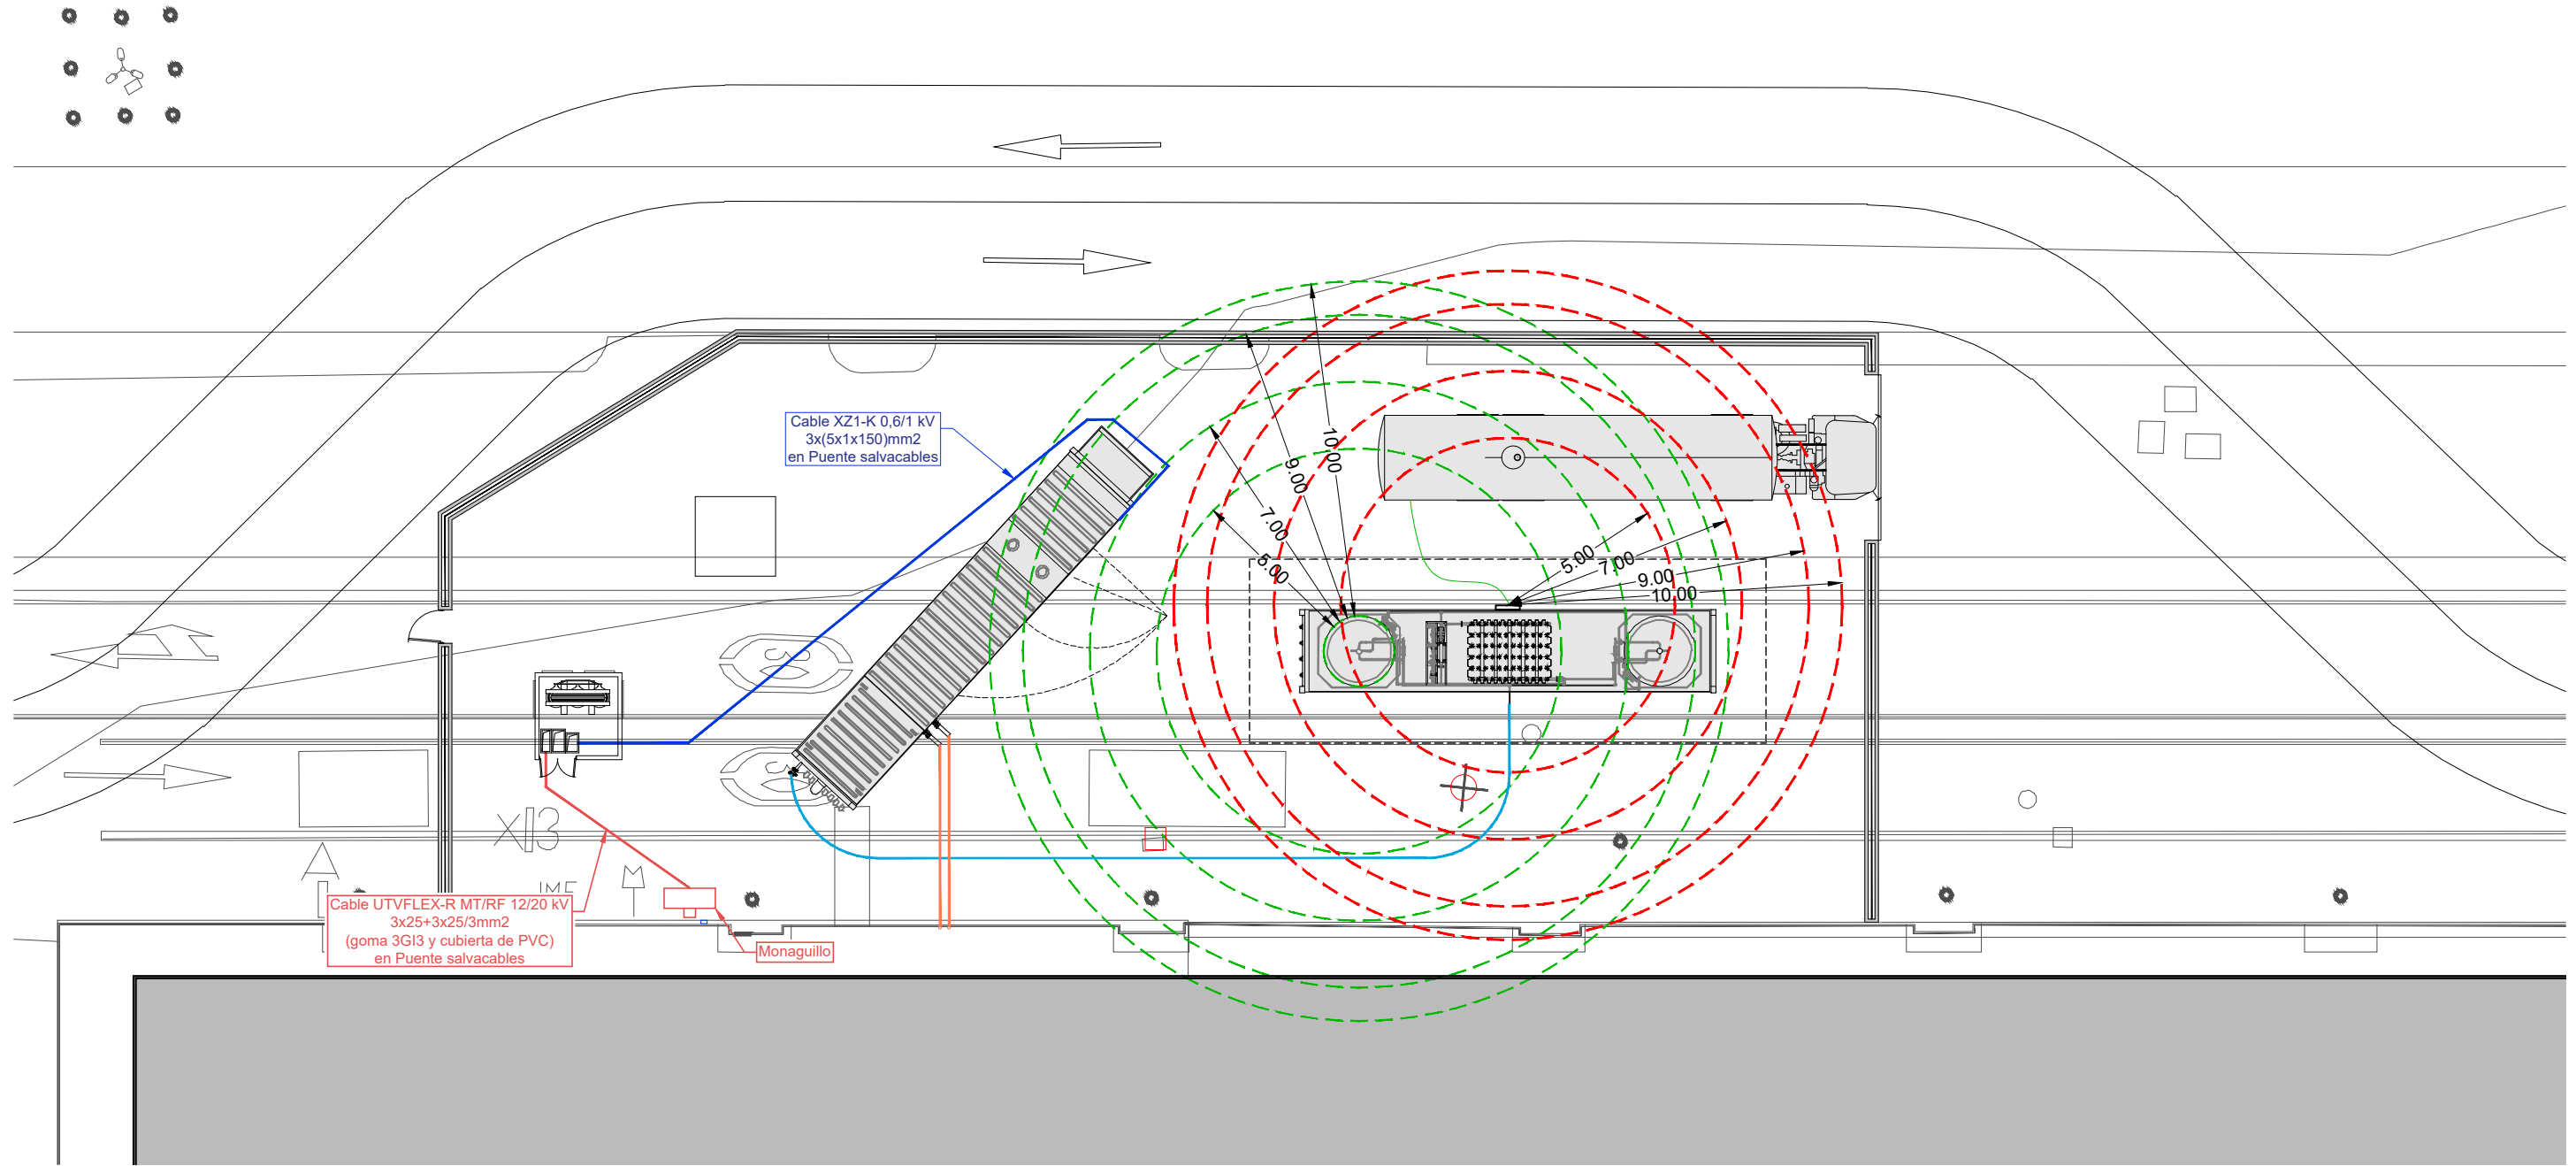 Cable XZ1-K 0,6/1 kV
3x(5x1x150)mm2
en Puente salvacables
10.00
9.00
7.00
5.00
5.00
7.00
9.00
10.00
Cable UTVFLEX-R MT/RF 12/20 kV
3x25+3x25/3mm2
(goma 3GI3 y cubierta de PVC)
en Puente salvacables
Monaguillo